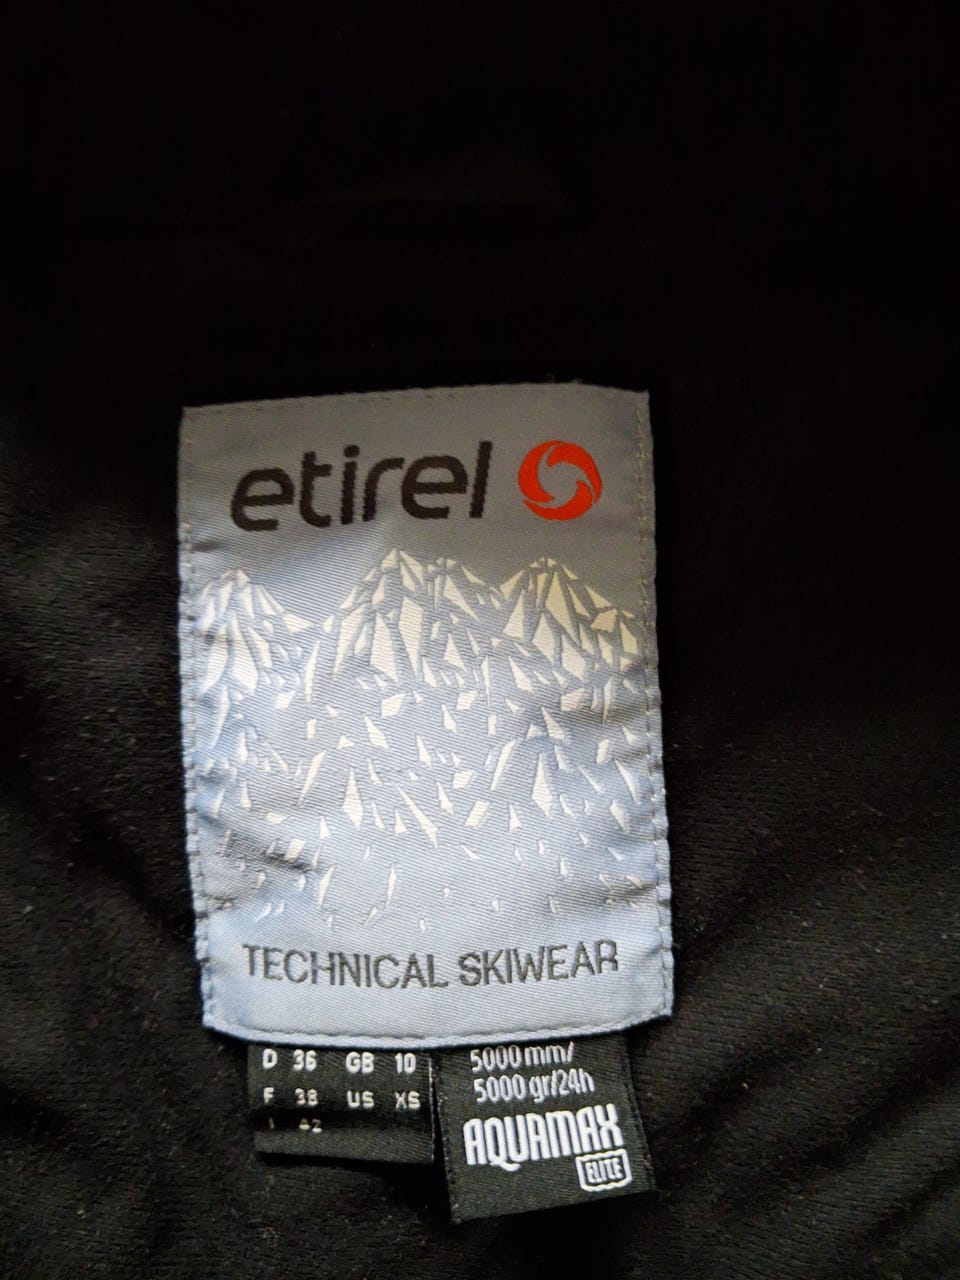 etirel
TECHNICAL SKIWEAR
D 36 GB 10
F 38 US XS
I 42
5000 mm/
5000 gr/24h
AQUAMAX
ELITE